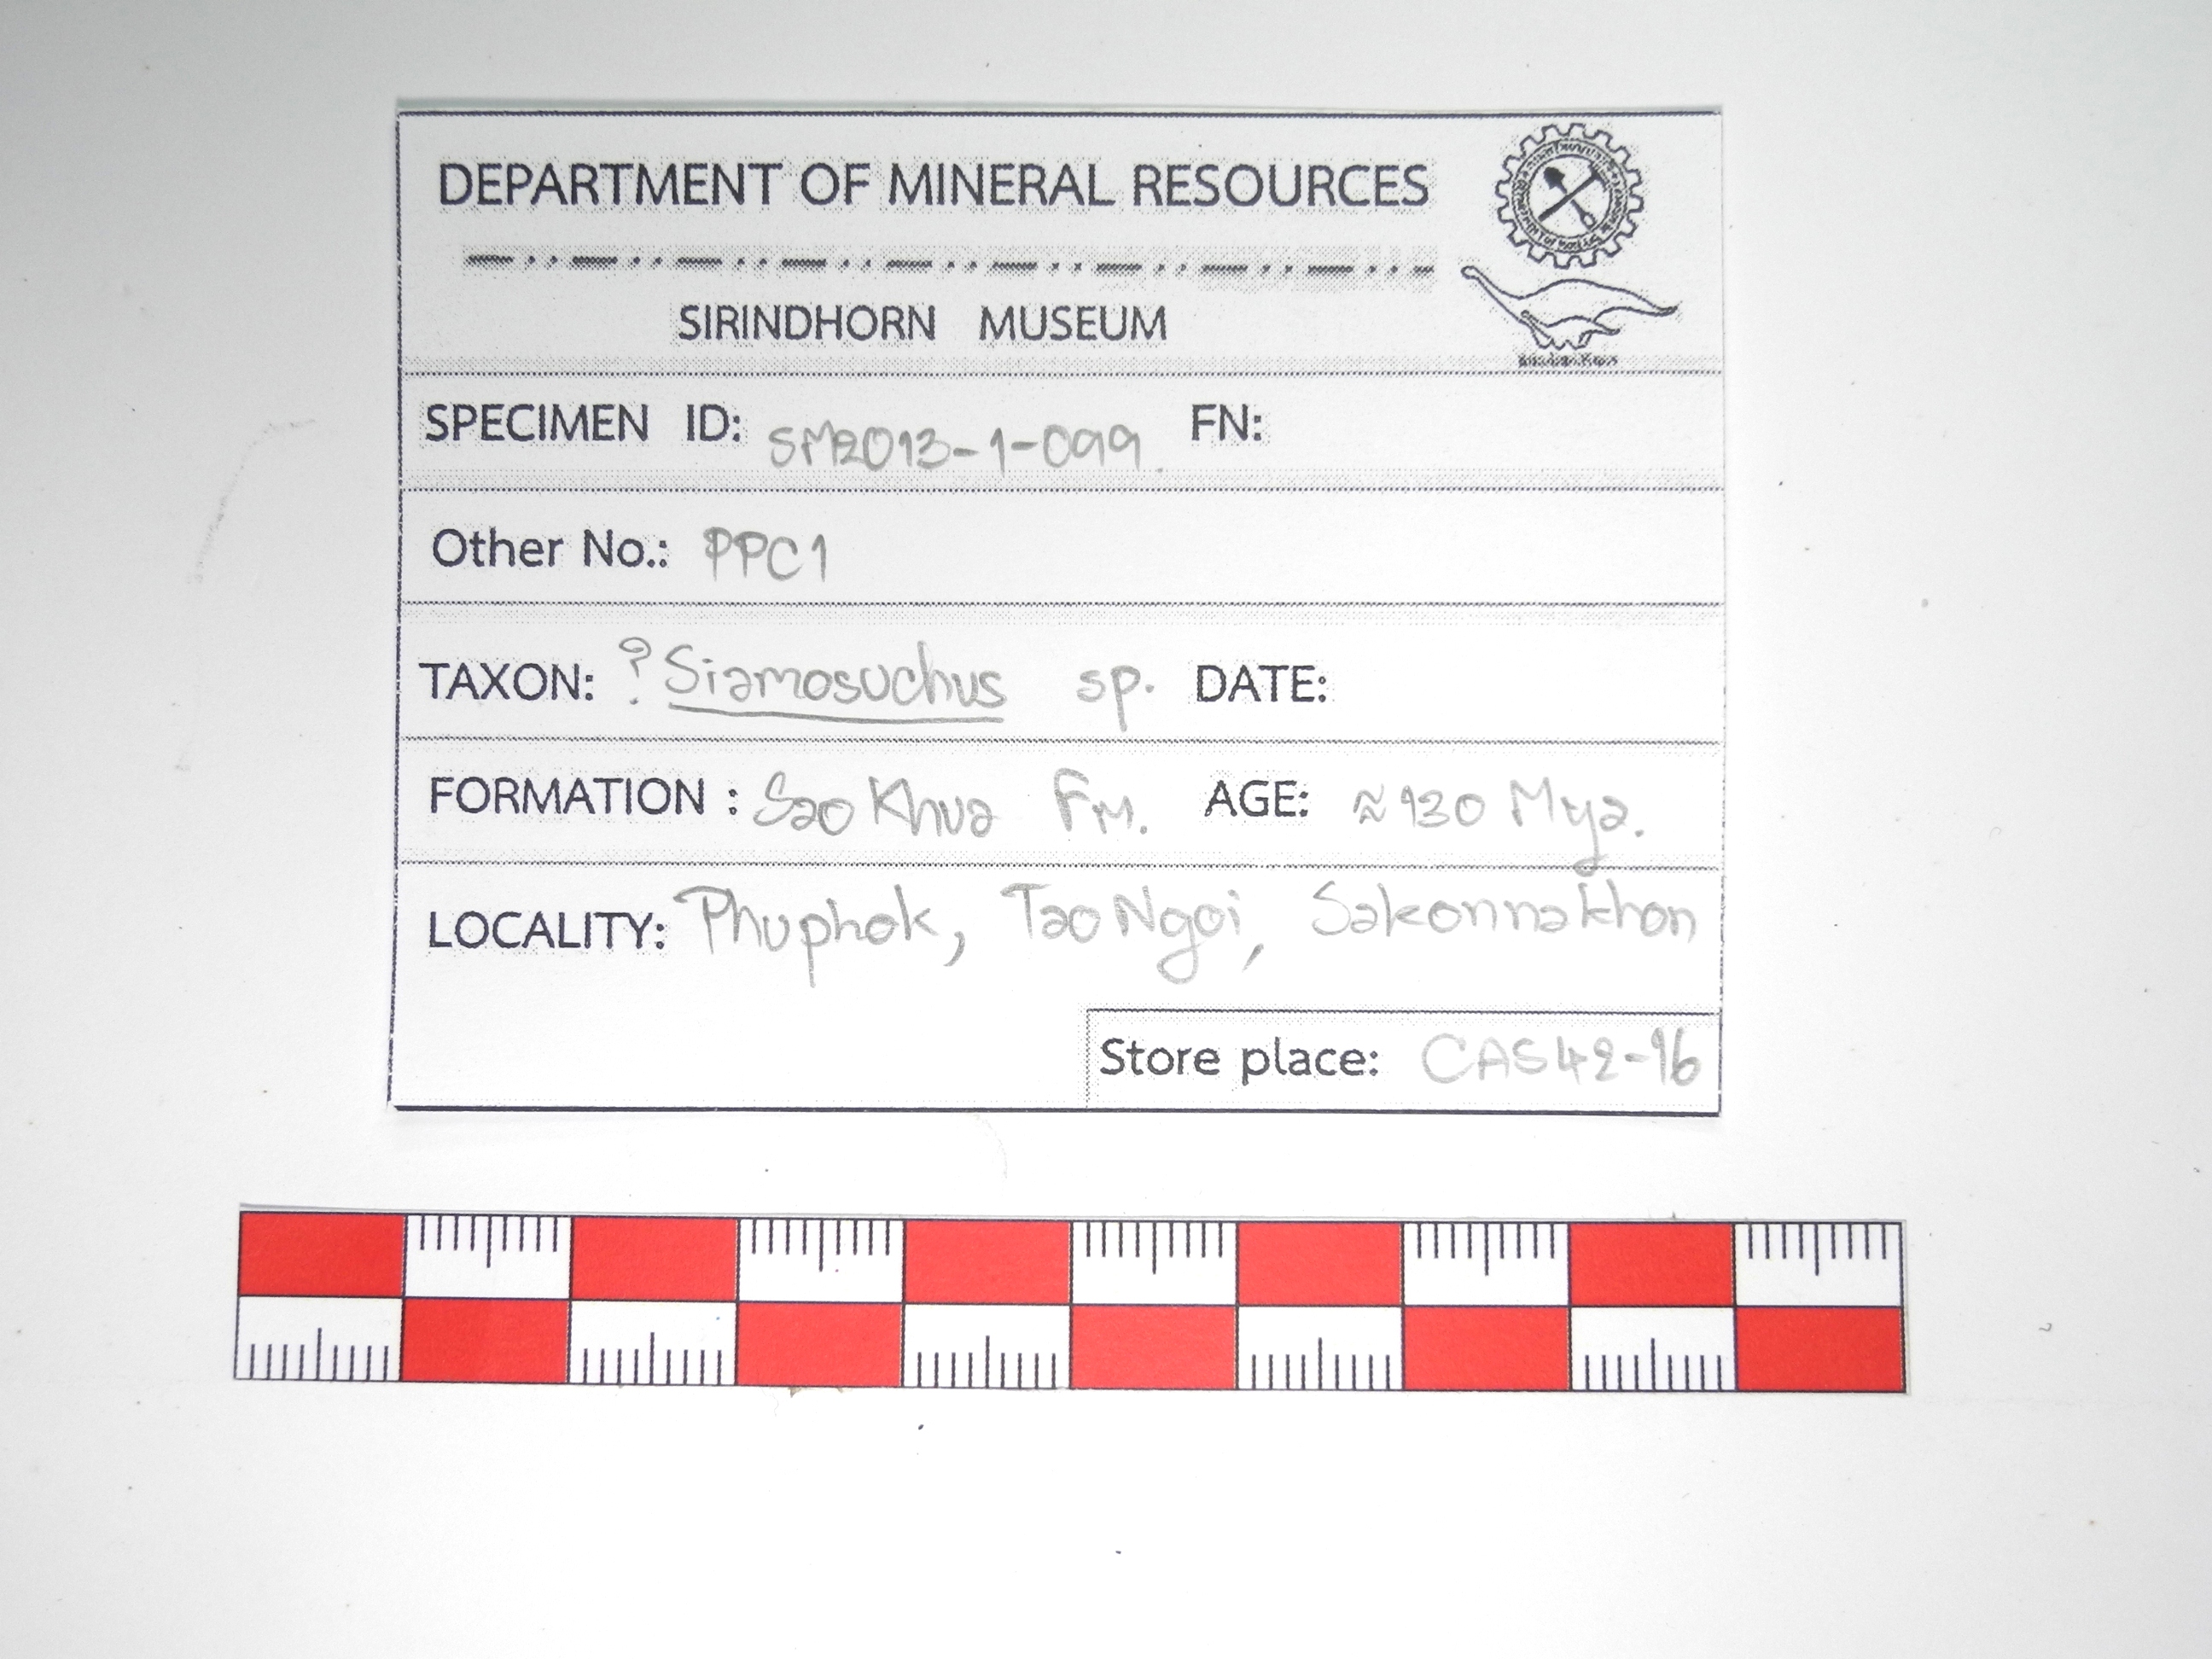 DEPARTMENT OF MINERAL RESOURCES
SIRINDHORN MUSEUM
SPECIMEN ID: SM2013-1-099. FN:
Other No.: PPC1
TAXON: ?Siamosuchus sp. DATE:
FORMATION : Sao Khua Fm. AGE: ≈130 Mya.
LOCALITY: Phuphok, Tao Ngoi, Sakonnakhon
Store place: CAS42-16